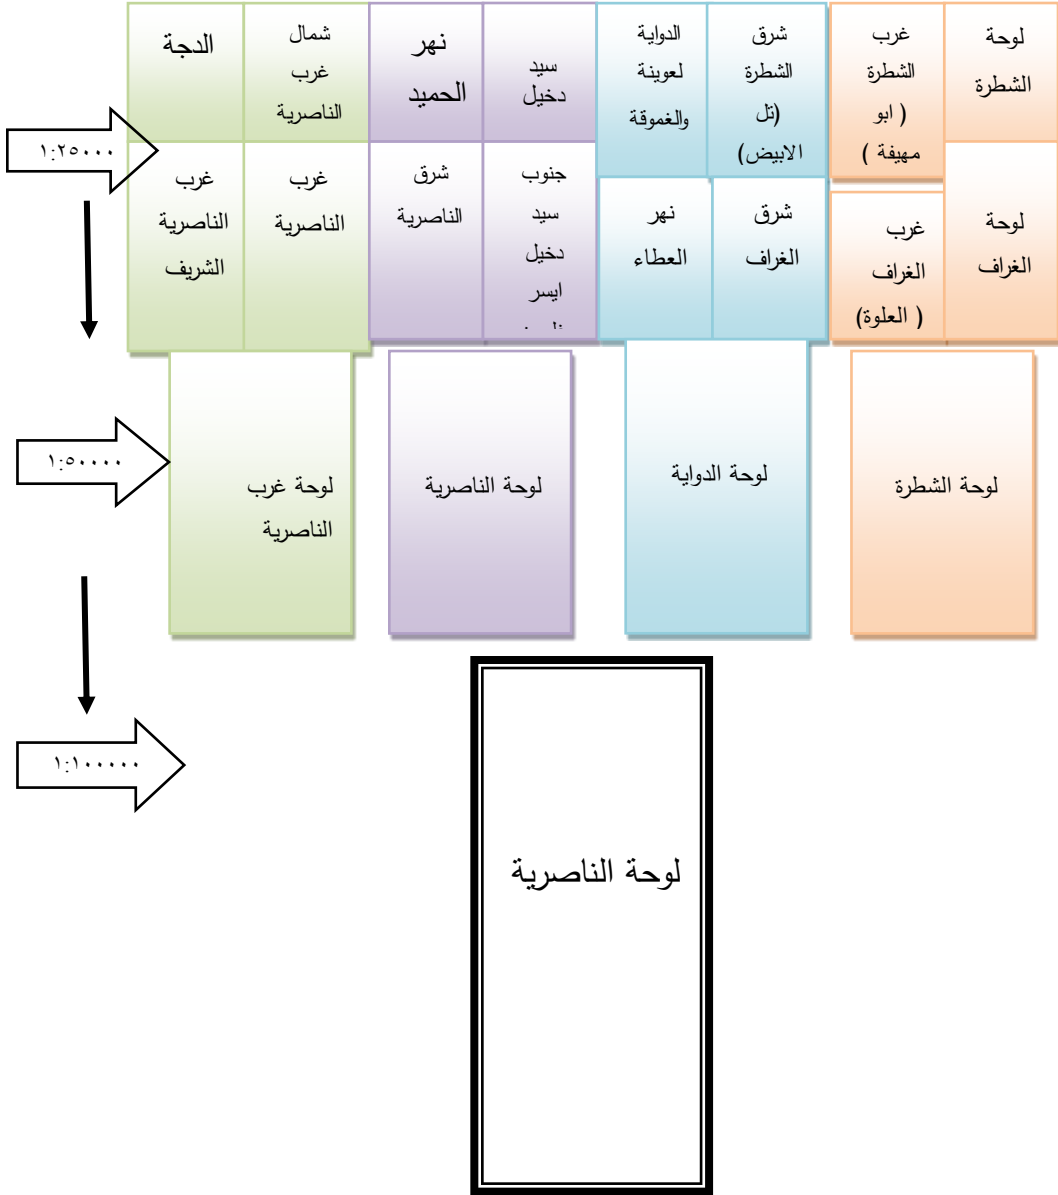 لوحة
الشطرة
غرب
الشطرة
( ابو
مهيفة )
شرق
الشطرة
(تل
الابيض)
الدواية
لعوينة
والغموقة
سيد
دخيل
نهر
الحميد
شمال
غرب
الناصرية
الدجة
١:٢٥٠٠٠
لوحة
الغراف
غرب
الغراف
( العلوة)
شرق
الغراف
نهر
العطاء
جنوب
سيد
دخيل
ايسر
شرق
الناصرية
غرب
الناصرية
غرب
الناصرية
الشريف
لوحة الشطرة
لوحة الدواية
لوحة الناصرية
لوحة غرب
الناصرية
١:٥٠٠٠٠
١:١٠٠٠٠٠
لوحة الناصرية